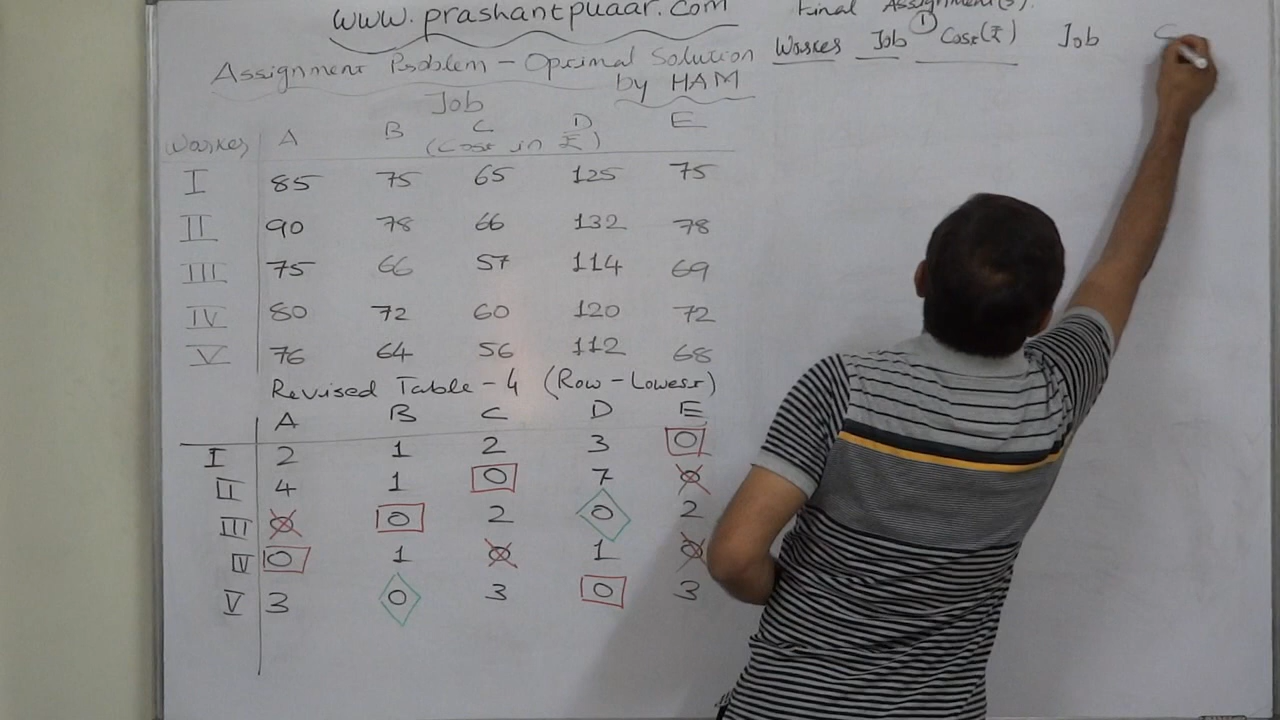 www.prashantpuaar.com
Final Assignment(s).
Assignment Problem - Optimal Solution
by HAM
Worker Job ① Cost(₹) Job C
Job
Worker A B C D E
(Cost in ₹)
I 85 75 65 125 75
II 90 78 66 132 78
III 75 66 57 114 69
IV 80 72 60 120 72
V 76 64 56 112 68
Revised Table - 4 (Row - Lowest)
A B C D E
I 2 1 2 3 0
II 4 1 0 7 0
III 0 0 2 0 2
IV 0 1 0 1 0
V 3 0 3 0 3